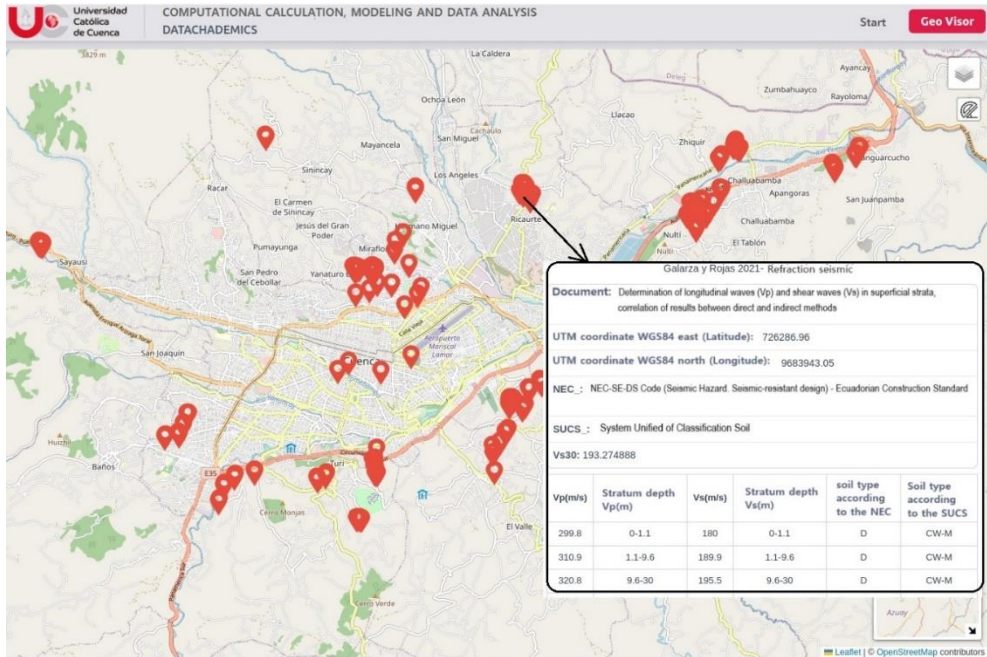 Universidad
Católica
de Cuenca
COMPUTATIONAL CALCULATION, MODELING AND DATA ANALYSIS
DATACHADEMICS
Start
Geo Visor
3829 m
La Caldera
Ayancay
Deleg
Zumbahuayco
Rayoloma
Ochoa León
Llacao
Cachaulo
San Miguel
Zhiquir
Mayancela
Sinincay
Los Angeles
Challuabamba
Apangoras
San Juanpamba
Racar
El Carmen
de Sinincay
Ricaurte
Jesús del Gran
Poder
Challuabamba
Nulti
El Tablón
Nulti
Panamericana
Pumayunga
Sayausí
San Pedro
del Cebollar
Aeropuerto
Mariscal
Lamar
San Joaquin
Baños
E35
Turi
Cerro Monjas
El Valle
Cerro Verde
Galarza y Rojas 2021- Refraction seismic
Document: Determination of longitudinal waves (Vp) and shear waves (Vs) in superficial strata,
correlation of results between direct and indirect methods
UTM coordinate WGS84 east (Latitude): 726286.96
UTM coordinate WGS84 north (Longitude): 9683943.05
NEC_: NEC-SE-DS Code (Seismic Hazard. Seismic-resistant design) - Ecuadorian Construction Standard
SUCS_: System Unified of Classification Soil
Vs30: 193.274888
Vp(m/s) Stratum depth Vp(m) Vs(m/s) Stratum depth Vs(m) soil type according to the NEC Soil type according to the SUCS
299.8 0-1.1 180 0-1.1 D CW-M
310.9 1.1-9.6 189.9 1.1-9.6 D CW-M
320.8 9.6-30 195.5 9.6-30 D CW-M
Azuay
Leaflet | © OpenStreetMap contributors